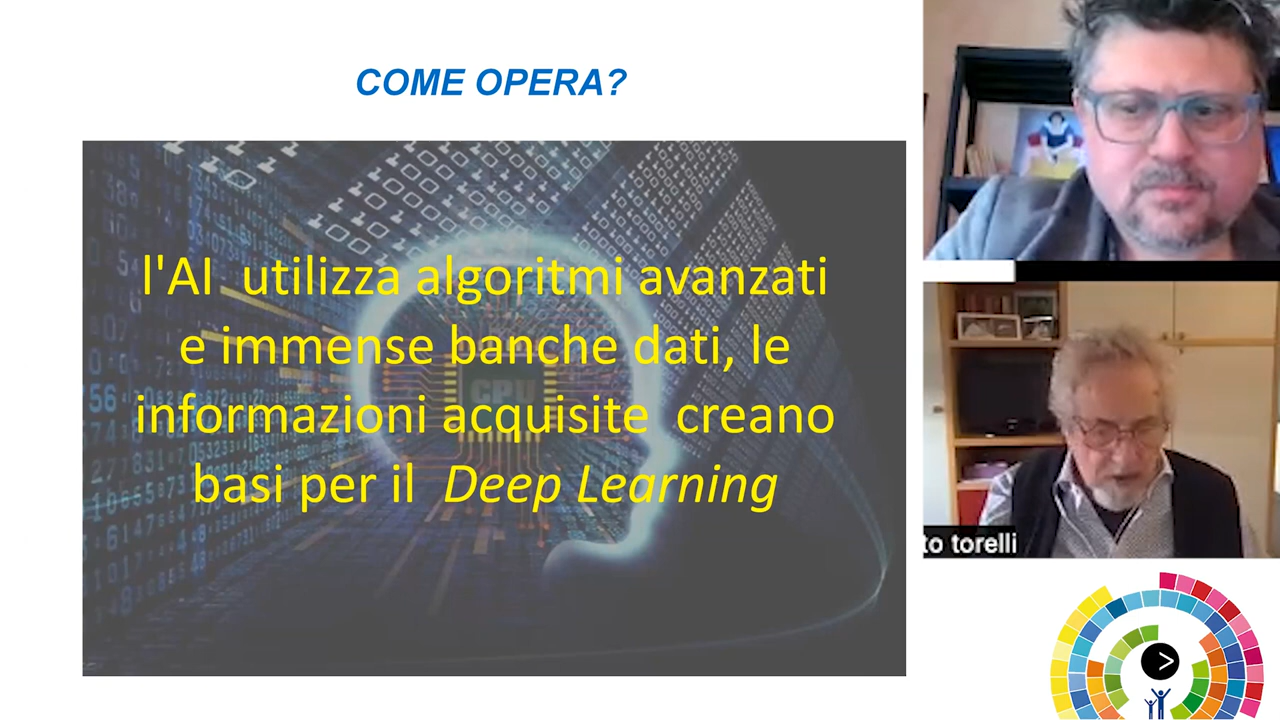 COME OPERA?
l'AI utilizza algoritmi avanzati
e immense banche dati, le
informazioni acquisite creano
basi per il Deep Learning
CPU
to torelli